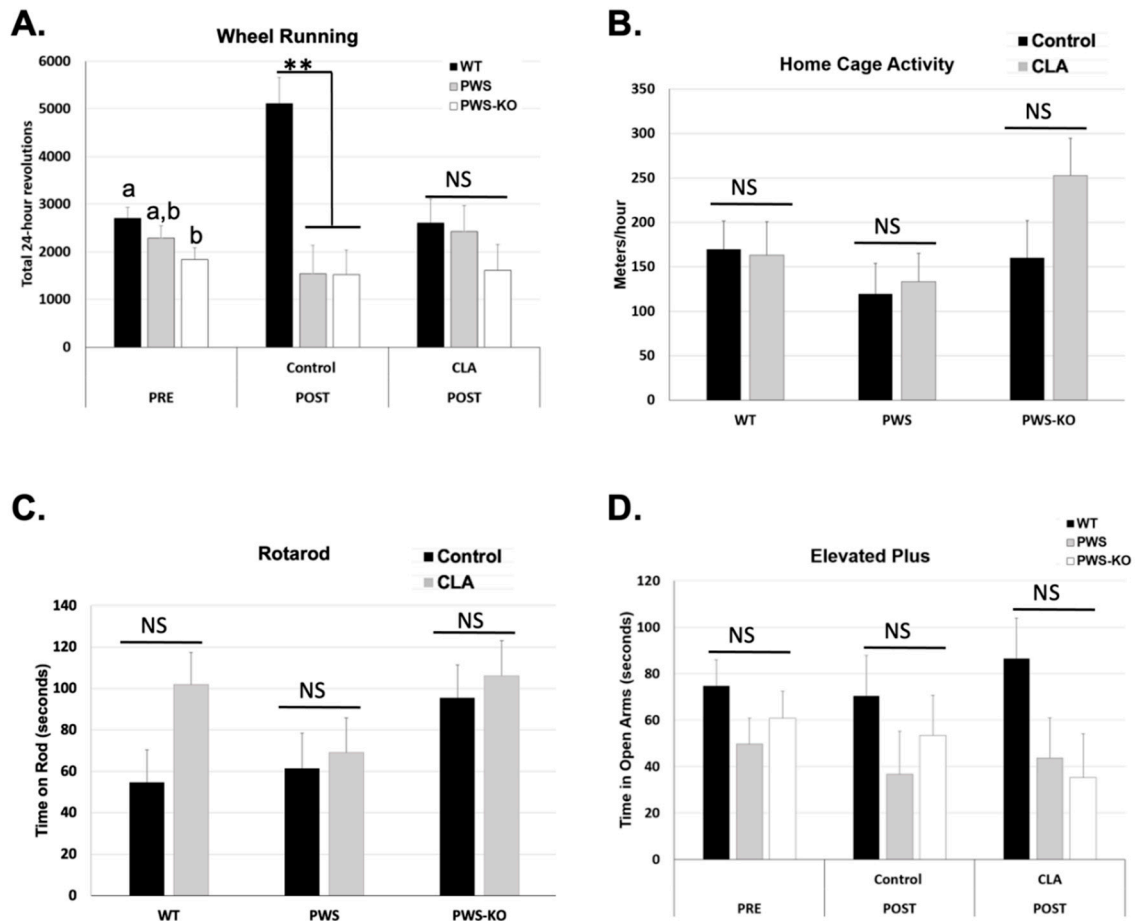 A.
Wheel Running
WT
PWS
PWS-KO
Total 24-hour revolutions
6000
5000
4000
3000
2000
1000
0
a
a,b
b
**
NS
Control
CLA
PRE
POST
POST
B.
Control
CLA
Home Cage Activity
Meters/hour
350
300
250
200
150
100
50
0
NS
NS
NS
WT
PWS
PWS-KO
C.
Rotarod
Control
CLA
Time on Rod (seconds)
140
120
100
80
60
40
20
0
NS
NS
NS
WT
PWS
PWS-KO
D.
WT
PWS
PWS-KO
Elevated Plus
Time in Open Arms (seconds)
120
100
80
60
40
20
0
NS
NS
NS
Control
CLA
PRE
POST
POST